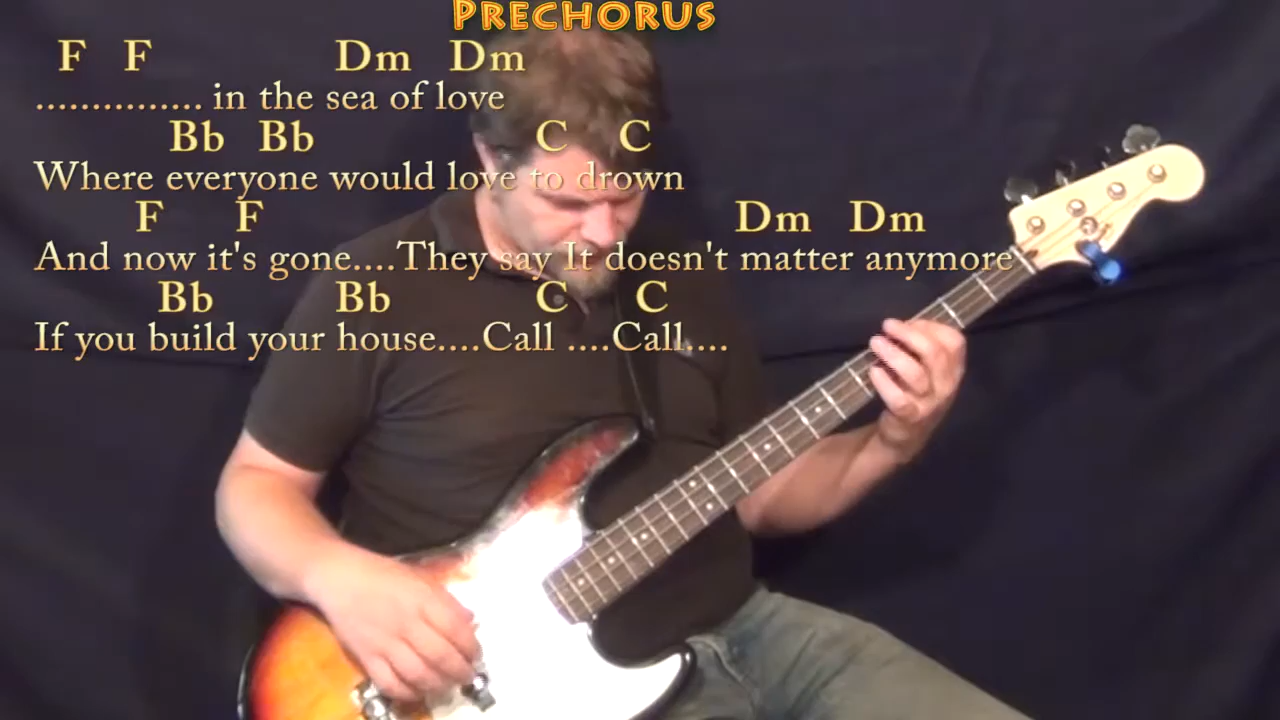 PRECHORUS
F F Dm Dm
............... in the sea of love
Bb Bb C C
Where everyone would love to drown
F F Dm Dm
And now it's gone....They say It doesn't matter anymore
Bb Bb C C
If you build your house....Call ....Call....